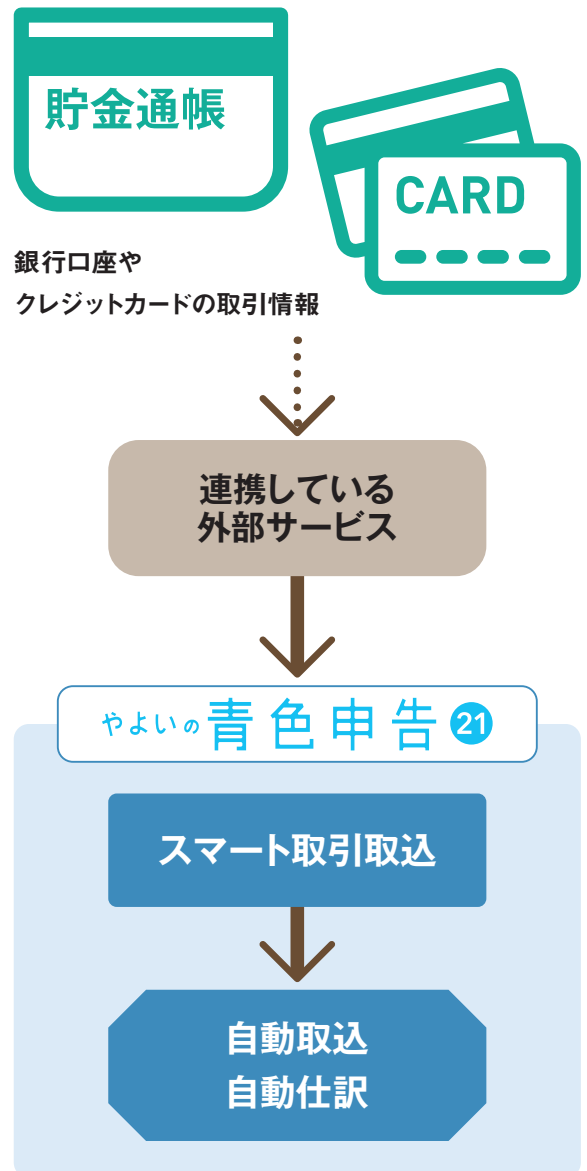 貯金通帳
CARD
銀行口座や
クレジットカードの取引情報
連携している
外部サービス
やよいの青色申告 21
スマート取引取込
自動取込
自動仕訳